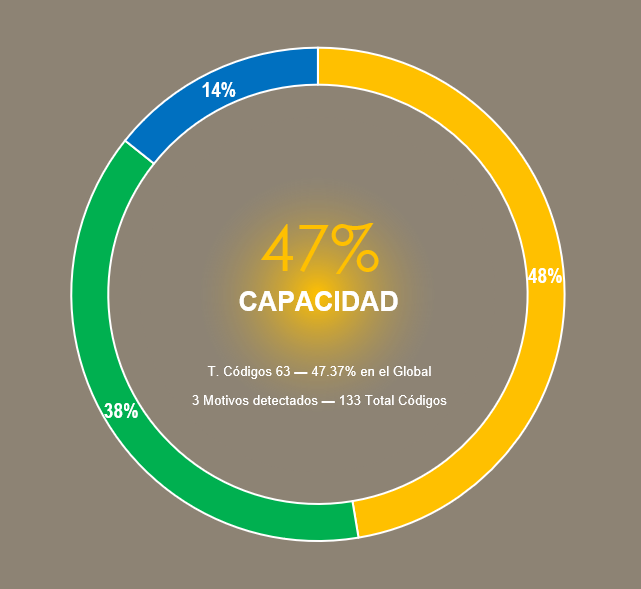 14%
47%
48%
CAPACIDAD
T. Códigos 63 — 47.37% en el Global
3 Motivos detectados — 133 Total Códigos
38%